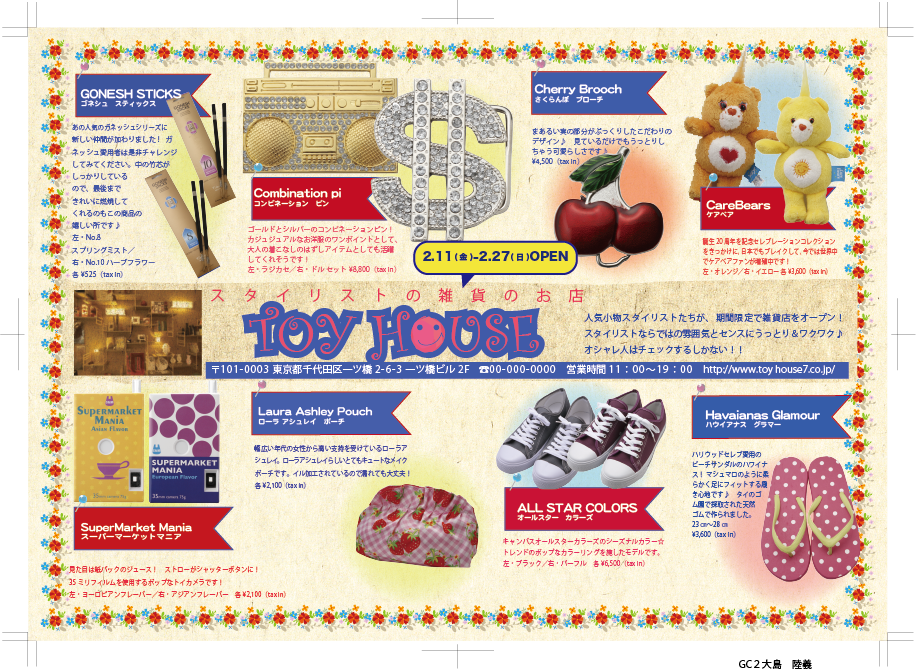 GONESH STICKS
ゴネシュ スティックス
あの人気のガネッシュシリーズに
新しい仲間が加わりました! ガ
ネッシュ愛用者は是非チャレンジ
してみてください。中の竹芯が
しっかりしている
ので、最後まで
きれいに燃焼して
くれるのもこの商品の
嬉しい所です♪
左・No.8
スプリングミスト/
右・No.10 ハーブフラワー
各 ¥525(tax in)
Combination pi
コンビネーション ピン
ゴールドとシルバーのコンビネーションピン!
カジュジュアルなお洋服のワンポイントとして、
大人の着こなしのはずしアイテムとしても活躍
してくれそうです!
左・ラジカセ/右・ドル セット ¥8,800(tax in)
Cherry Brooch
さくらんぼ ブローチ
まあるい実の部分がぷっくりしたこだわりの
デザイン♪ 見ているだけでもうっとりし
ちゃう可愛らしさです♪
¥4,500(tax in)
CareBears
ケアベア
誕生20周年を記念セレブレーションコレクション
をきっかけに、日本でもブレイクして、今では世界中
でケアベアファンが増殖中です!
左・オレンジ/右・イエロー 各 ¥3,600(tax in)
2.11(金)-2.27(日)OPEN
スタイリストの雑貨のお店
TOY HOUSE
人気小物スタイリストたちが、期間限定で雑貨店をオープン!
スタイリストならではの雰囲気とセンスにうっとり&ワクワク♪
オシャレ人はチェックするしかない!!
〒101-0003 東京都千代田区一ツ橋 2-6-3 一ツ橋ビル 2F ☎00-000-0000 営業時間 11:00〜19:00 http://www.toy house7.co.jp/
SUPERMARKET
MANIA
Asian Flavor
SUPERMARKET
MANIA
European Flavor
SuperMarket Mania
スーパーマーケットマニア
見た目は紙パックのジュース! ストローがシャッターボタンに!
35 ミリフィルムを使用するポップなトイカメラです!
左・ヨーロピアンフレーバー/右・アジアンフレーバー 各 ¥2,100(tax in)
Laura Ashley Pouch
ローラ アシュレイ ポーチ
幅広い年代の女性から高い支持を受けているローラア
シュレイ。ローラアシュレイらしいとてもキュートなメイク
ポーチです。イル加工されているので濡れても大丈夫!
各 ¥2,100(tax in)
ALL STAR COLORS
オールスター カラーズ
キャンバスオールスターカラーズのシーズナルカラー☆
トレンドのポップなカラーリングを施したモデルです。
左・ブラック/右・パープル 各 ¥6,500/(tax in)
Havaianas Glamour
ハワイアナス グラマー
ハリウッドセレブ愛用の
ビーチサンダルのハワイナ
ス! マシュマロのように柔
らかく足にフィットする履
き心地です♪ タイのゴ
ム園で採取された天然
ゴムで作られました。
23㎝〜28㎝
¥3,600(tax in)
GC2大島 陸義